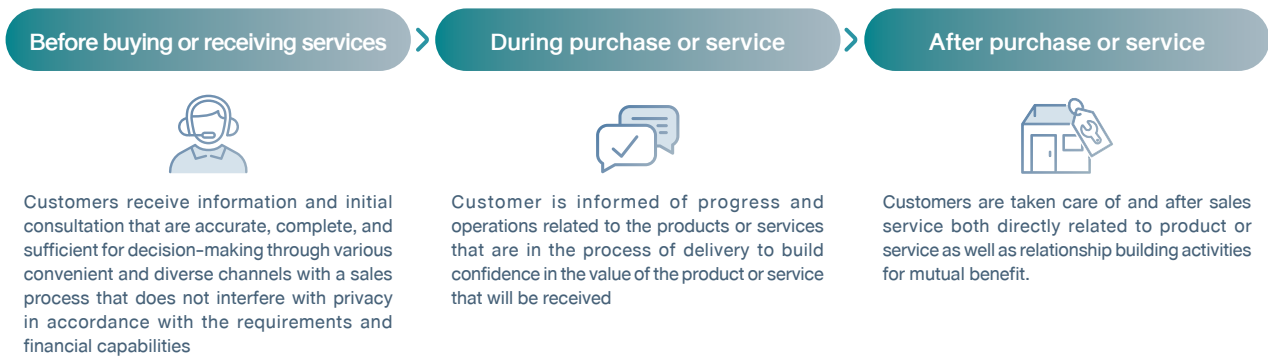 Before buying or receiving services
During purchase or service
After purchase or service
Customers receive information and initial
consultation that are accurate, complete, and
sufficient for decision-making through various
convenient and diverse channels with a sales
process that does not interfere with privacy
in accordance with the requirements and
financial capabilities
Customer is informed of progress and
operations related to the products or services
that are in the process of delivery to build
confidence in the value of the product or service
that will be received
Customers are taken care of and after sales
service both directly related to product or
service as well as relationship building activities
for mutual benefit.